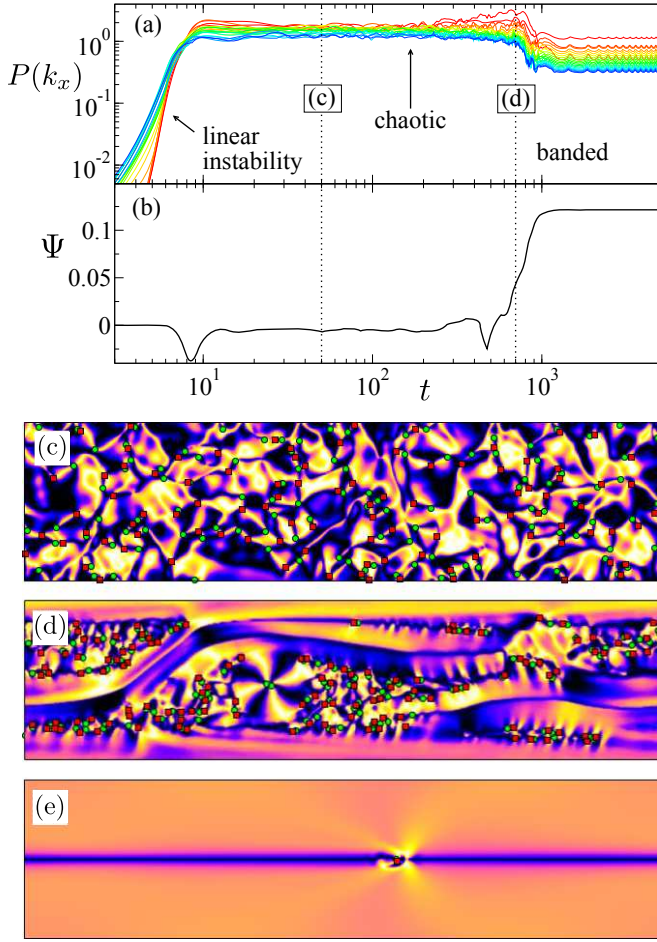 (a)
10^0
P(k_x)
(c)
(d)
10^{-1}
chaotic
linear
instability
banded
10^{-2}
(b)
0.1
Ψ
0.05
0
10^1
10^2
t
10^3
(c)
(d)
(e)